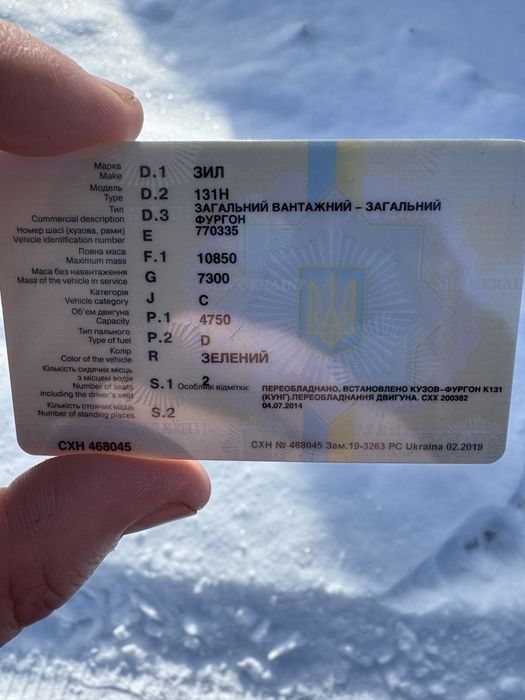 Марка
Make D.1 ЗИЛ
Модель
Type D.2 131Н
Тип
Commercial description D.3 ЗАГАЛЬНИЙ ВАНТАЖНИЙ – ЗАГАЛЬНИЙ
ФУРГОН
Номер шасі (кузова, рами)
Vehicle identification number E 770335
Повна маса
Maximum mass F.1 10850
Маса без навантаження
Mass of the vehicle in service G 7300
Категорія
Vehicle category J C
Об'єм двигуна
Capacity P.1 4750
Тип пального
Type of fuel P.2 D
Колір
Color of the vehicle R ЗЕЛЕНИЙ
Кількість сидячих місць
з місцем водія
Number of seats
including the driver's seat S.1 2
Особливі відмітки: ПЕРЕОБЛАДНАНО, ВСТАНОВЛЕНО КУЗОВ-ФУРГОН К131
(КУНГ).ПЕРЕОБЛАДНАННЯ ДВИГУНА. СХХ 200382
04.07.2014
Кількість стоячих місць
Number of standing places S.2
СХН 468045
СХН № 468045 Зам.19-3263 РС Ukraina 02.2019